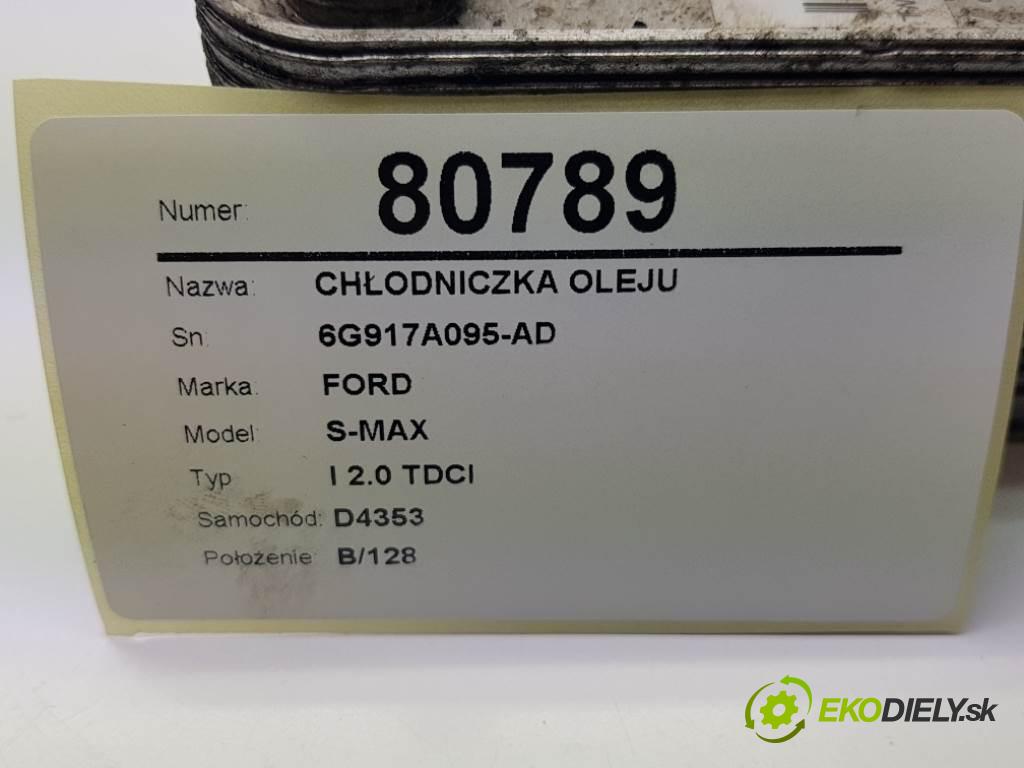 Numer: 80789
Nazwa: CHŁODNICZKA OLEJU
Sn: 6G917A095-AD
Marka: FORD
Model: S-MAX
Typ I 2.0 TDCI
Samochód: D4353
Położenie: B/128
EKODIELY.sk